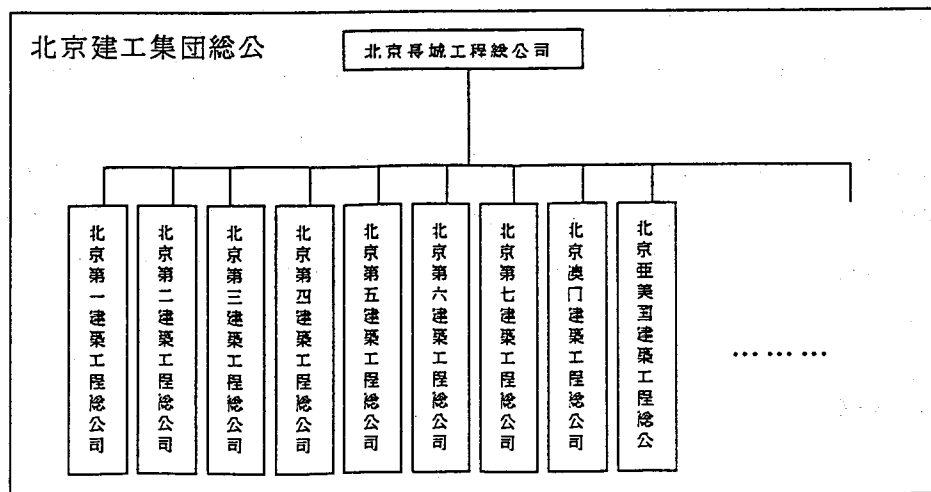 北京建工集団総公
北京長城工程総公司
北京第一建築工程総公司
北京第二建築工程総公司
北京第三建築工程総公司
北京第四建築工程総公司
北京第五建築工程総公司
北京第六建築工程総公司
北京第七建築工程総公司
北京澳门建築工程総公司
北京亜美国建築工程総公
………